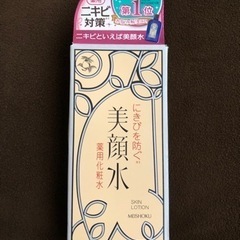 ニキビ
対策
第1位
ニキビといえば美顔水
にきびを防ぐ
美顔水
薬用化粧水
SKIN
LOTION
MEISHOKU